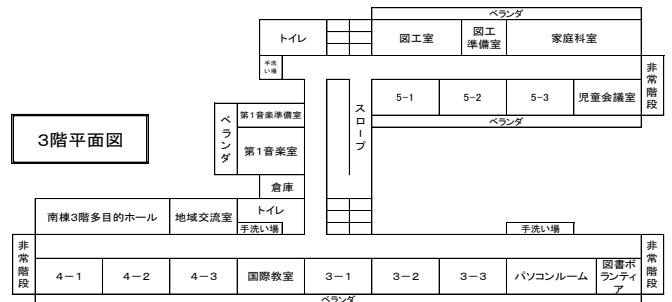 ベランダ
トイレ
図工室
図工
準備室
家庭科室
手洗
い場
非常階段
5-1
5-2
5-3
児童会議室
ベランダ
スロープ
ベランダ
第1音楽準備室
第1音楽室
3階平面図
倉庫
南棟3階多目的ホール
地域交流室
トイレ
手洗い場
手洗い場
非常階段
4-1
4-2
4-3
国際教室
3-1
3-2
3-3
パソコンルーム
図書ボ
ランティ
ア
非常階段
ベランダ